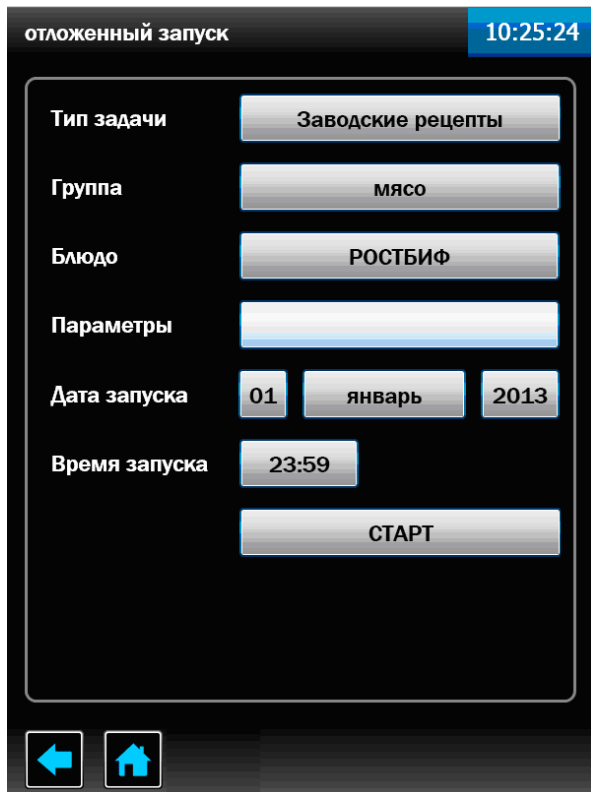 отложенный запуск 10:25:24
Тип задачи Заводские рецепты
Группа мясо
Блюдо РОСТБИФ
Параметры
Дата запуска 01 январь 2013
Время запуска 23:59
СТАРТ